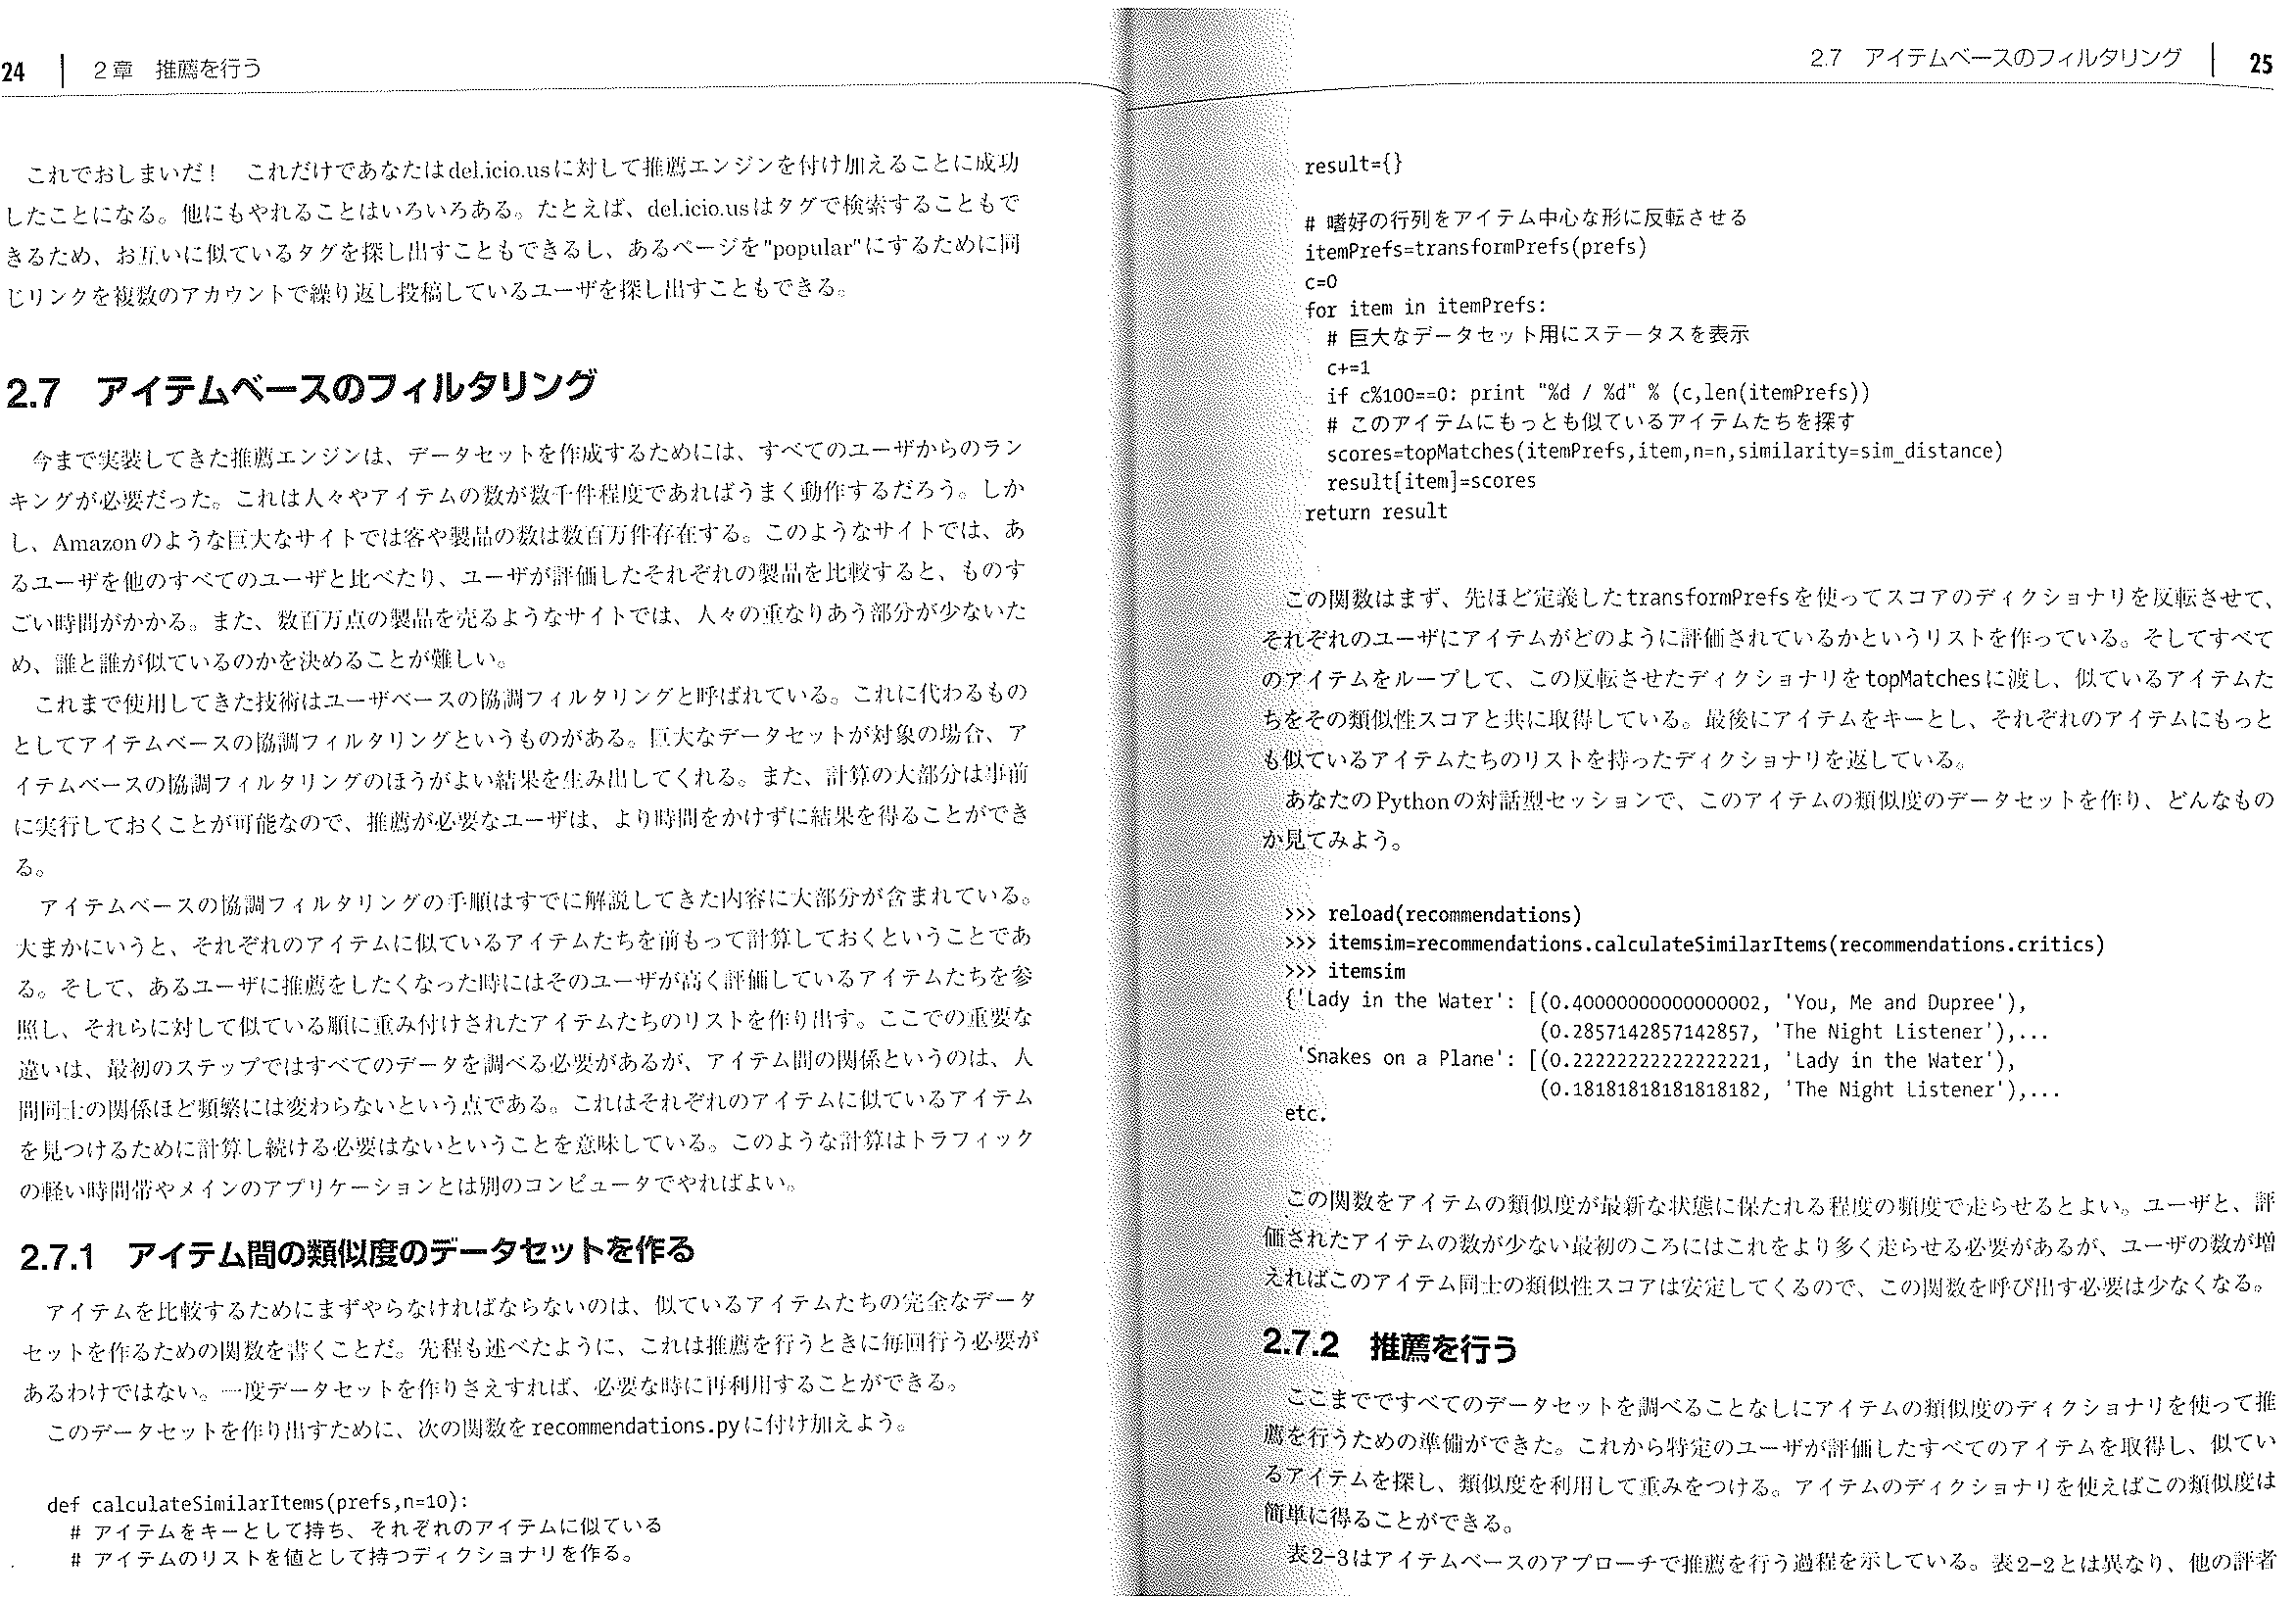 24 2章　推薦を行う
これでおしまいだ！　これだけであなたはdel.icio.usに対して推薦エンジンを付け加えることに成功
したことになる。他にもやれることはいろいろある。たとえば、del.icio.usはタグで検索することもで
きるため、お互いに似ているタグを探し出すこともできるし、あるページを"popular"にするために同
じリンクを複数のアカウントで繰り返し投稿しているユーザを探し出すこともできる。
2.7　アイテムベースのフィルタリング
今まで実装してきた推薦エンジンは、データセットを作成するためには、すべてのユーザからのラン
キングが必要だった。これは人々やアイテムの数が数千件程度であればうまく動作するだろう。しか
し、Amazonのような巨大なサイトでは客や製品の数は数百万件存在する。このようなサイトでは、あ
るユーザを他のすべてのユーザと比べたり、ユーザが評価したそれぞれの製品を比較すると、ものす
ごい時間がかかる。また、数百万点の製品を売るようなサイトでは、人々の重なりあう部分が少ないた
め、誰と誰が似ているのかを決めることが難しい。
これまで使用してきた技術はユーザベースの協調フィルタリングと呼ばれている。これに代わるもの
としてアイテムベースの協調フィルタリングというものがある。巨大なデータセットが対象の場合、ア
イテムベースの協調フィルタリングのほうがよい結果を生み出してくれる。また、計算の大部分は事前
に実行しておくことが可能なので、推薦が必要なユーザは、より時間をかけずに結果を得ることができ
る。
アイテムベースの協調フィルタリングの手順はすでに解説してきた内容に大部分が含まれている。
大まかにいうと、それぞれのアイテムに似ているアイテムたちを前もって計算しておくということであ
る。そして、あるユーザに推薦をしたくなった時にはそのユーザが高く評価しているアイテムたちを参
照し、それらに対して似ている順に重み付けされたアイテムたちのリストを作り出す。ここでの重要な
違いは、最初のステップではすべてのデータを調べる必要があるが、アイテム間の関係というのは、人
間同士の関係ほど頻繁には変わらないという点である。これはそれぞれのアイテムに似ているアイテム
を見つけるために計算し続ける必要はないということを意味している。このような計算はトラフィック
の軽い時間帯やメインのアプリケーションとは別のコンピュータでやればよい。
2.7.1　アイテム間の類似度のデータセットを作る
アイテムを比較するためにまずやらなければならないのは、似ているアイテムたちの完全なデータ
セットを作るための関数を書くことだ。先程も述べたように、これは推薦を行うときに毎回行う必要が
あるわけではない。一度データセットを作りさえすれば、必要な時に再利用することができる。
このデータセットを作り出すために、次の関数をrecommendations.pyに付け加えよう。
def calculateSimilarItems(prefs,n=10):
# アイテムをキーとして持ち、それぞれのアイテムに似ている
# アイテムのリストを値として持つディクショナリを作る。
2.7　アイテムベースのフィルタリング 25
result={}
# 嗜好の行列をアイテム中心な形に反転させる
itemPrefs=transformPrefs(prefs)
c=0
for item in itemPrefs:
# 巨大なデータセット用にステータスを表示
c+=1
if c%100==0: print "%d / %d" % (c,len(itemPrefs))
# このアイテムにもっとも似ているアイテムたちを探す
scores=topMatches(itemPrefs,item,n=n,similarity=sim_distance)
result[item]=scores
return result
この関数はまず、先ほど定義したtransformPrefsを使ってスコアのディクショナリを反転させて、
それぞれのユーザにアイテムがどのように評価されているかというリストを作っている。そしてすべて
のアイテムをループして、この反転させたディクショナリをtopMatchesに渡し、似ているアイテムた
ちをその類似性スコアと共に取得している。最後にアイテムをキーとし、それぞれのアイテムにもっと
も似ているアイテムたちのリストを持ったディクショナリを返している。
あなたのPythonの対話型セッションで、このアイテムの類似度のデータセットを作り、どんなもの
か見てみよう。
>>> reload(recommendations)
>>> itemsim=recommendations.calculateSimilarItems(recommendations.critics)
>>> itemsim
{'Lady in the Water': [(0.40000000000000002, 'You, Me and Dupree'),
(0.2857142857142857, 'The Night Listener'),...
'Snakes on a Plane': [(0.22222222222222221, 'Lady in the Water'),
(0.18181818181818182, 'The Night Listener'),...
etc.
この関数をアイテムの類似度が最新な状態に保たれる程度の頻度で走らせるとよい。ユーザと、評
価されたアイテムの数が少ない最初のころにはこれをより多く走らせる必要があるが、ユーザの数が増
えればこのアイテム同士の類似性スコアは安定してくるので、この関数を呼び出す必要は少なくなる。
2.7.2　推薦を行う
ここまでですべてのデータセットを調べることなしにアイテムの類似度のディクショナリを使って推
薦を行うための準備ができた。これから特定のユーザが評価したすべてのアイテムを取得し、似てい
るアイテムを探し、類似度を利用して重みをつける。アイテムのディクショナリを使えばこの類似度は
簡単に得ることができる。
表2-3はアイテムベースのアプローチで推薦を行う過程を示している。表2-2とは異なり、他の評者